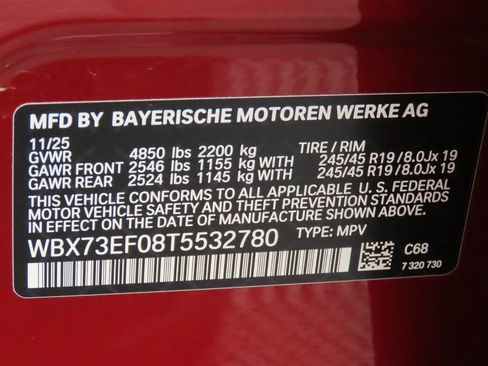 MFD BY BAYERISCHE MOTOREN WERKE AG
11/25
GVWR 4850 lbs 2200 kg TIRE / RIM
GAWR FRONT 2546 lbs 1155 kg WITH 245/45 R19 / 8.0Jx 19
GAWR REAR 2524 lbs 1145 kg WITH 245/45 R19 / 8.0Jx 19
THIS VEHICLE CONFORMS TO ALL APPLICABLE U. S. FEDERAL
MOTOR VEHICLE SAFETY AND THEFT PREVENTION STANDARDS
IN EFFECT ON THE DATE OF MANUFACTURE SHOWN ABOVE.
WBX73EF08T5532780 TYPE: MPV
C68
7 320 730